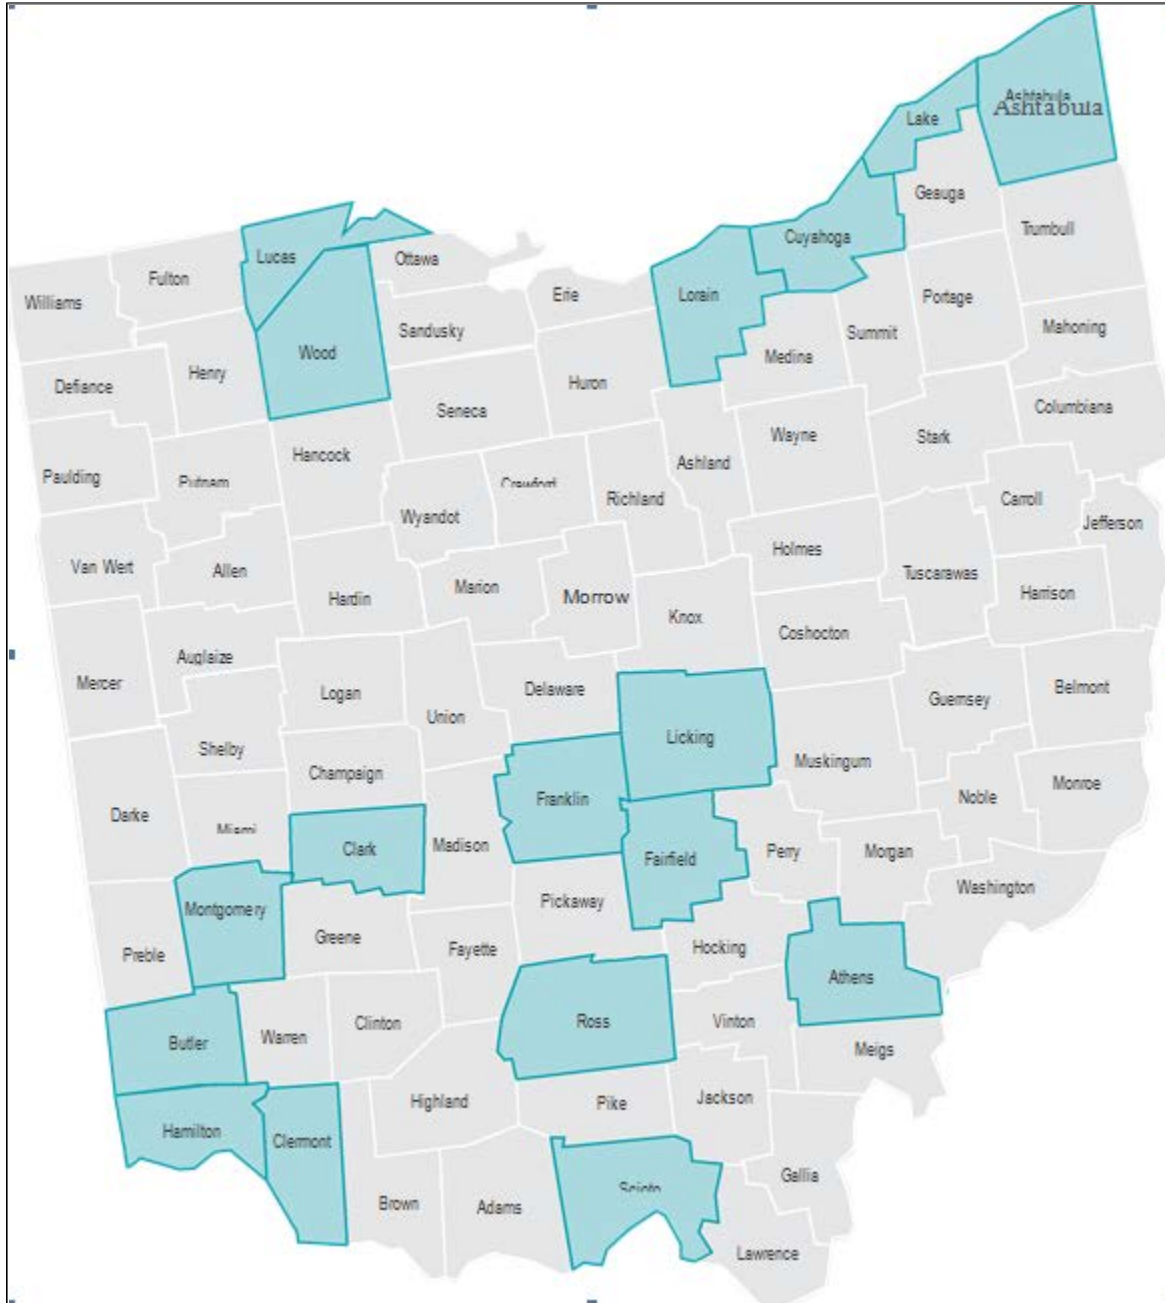 Ashtabula
Ashtabula
Lake
Geauga
Cuyahoga
Trumbull
Lucas
Ottawa
Fulton
Williams
Erie
Lorain
Portage
Sandusky
Summit
Mahoning
Wood
Medina
Henry
Defiance
Huron
Seneca
Columbiana
Wayne
Stark
Hancock
Ashland
Paulding
Putnam
Crawford
Richland
Carroll
Wyandot
Jefferson
Holmes
Van Wert
Allen
Tuscarawas
Marion
Hardin
Morrow
Harrison
Knox
Coshocton
Auglaize
Mercer
Logan
Delaware
Belmont
Guernsey
Union
Licking
Shelby
Muskingum
Champaign
Monroe
Franklin
Noble
Darke
Miami
Clark
Madison
Fairfield
Perry
Morgan
Washington
Pickaway
Montgomery
Greene
Hocking
Fayette
Preble
Athens
Ross
Vinton
Clinton
Warren
Butler
Meigs
Jackson
Highland
Pike
Hamilton
Clermont
Gallia
Scioto
Brown
Adams
Lawrence